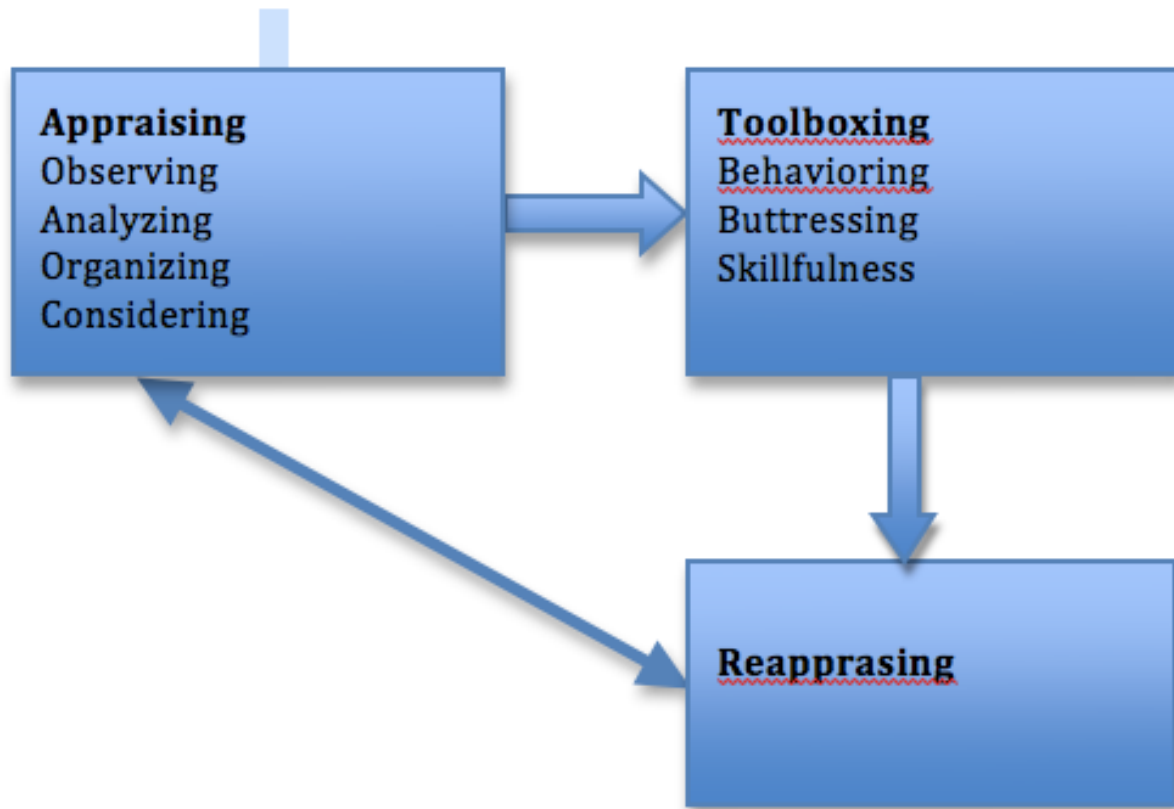 Appraising
Observing
Analyzing
Organizing
Considering
Toolboxing
Behavioring
Buttressing
Skillfulness
Reapprasing